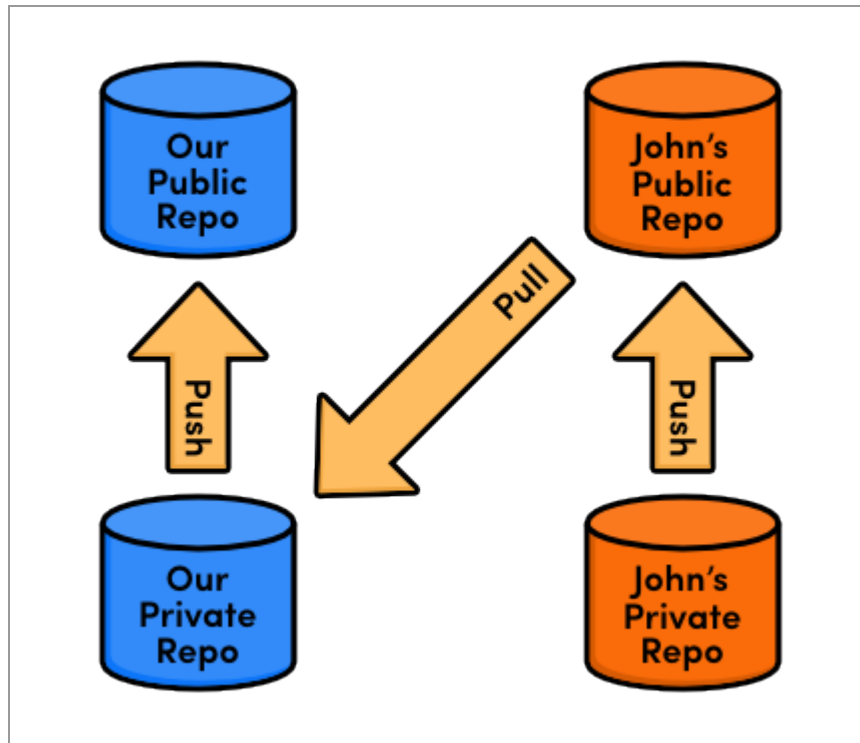 Our
Public
Repo
John's
Public
Repo
Pull
Push
Push
Our
Private
Repo
John's
Private
Repo